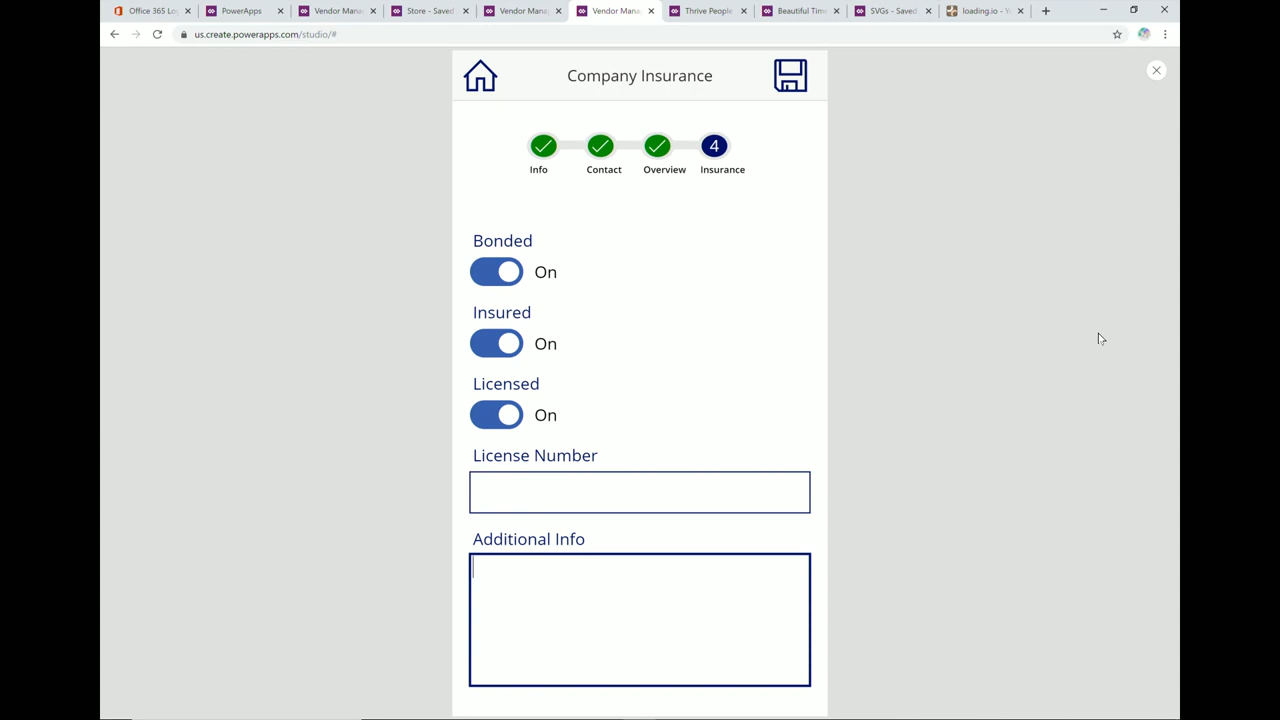 Office 365 Lo
PowerApps
Vendor Mana
Store - Saved
Vendor Mana
Vendor Mana
Thrive People
Beautiful Time
SVGs - Saved
loading.io - Y
us.create.powerapps.com/studio/#
Company Insurance
4
Info
Contact
Overview
Insurance
Bonded
On
Insured
On
Licensed
On
License Number
Additional Info